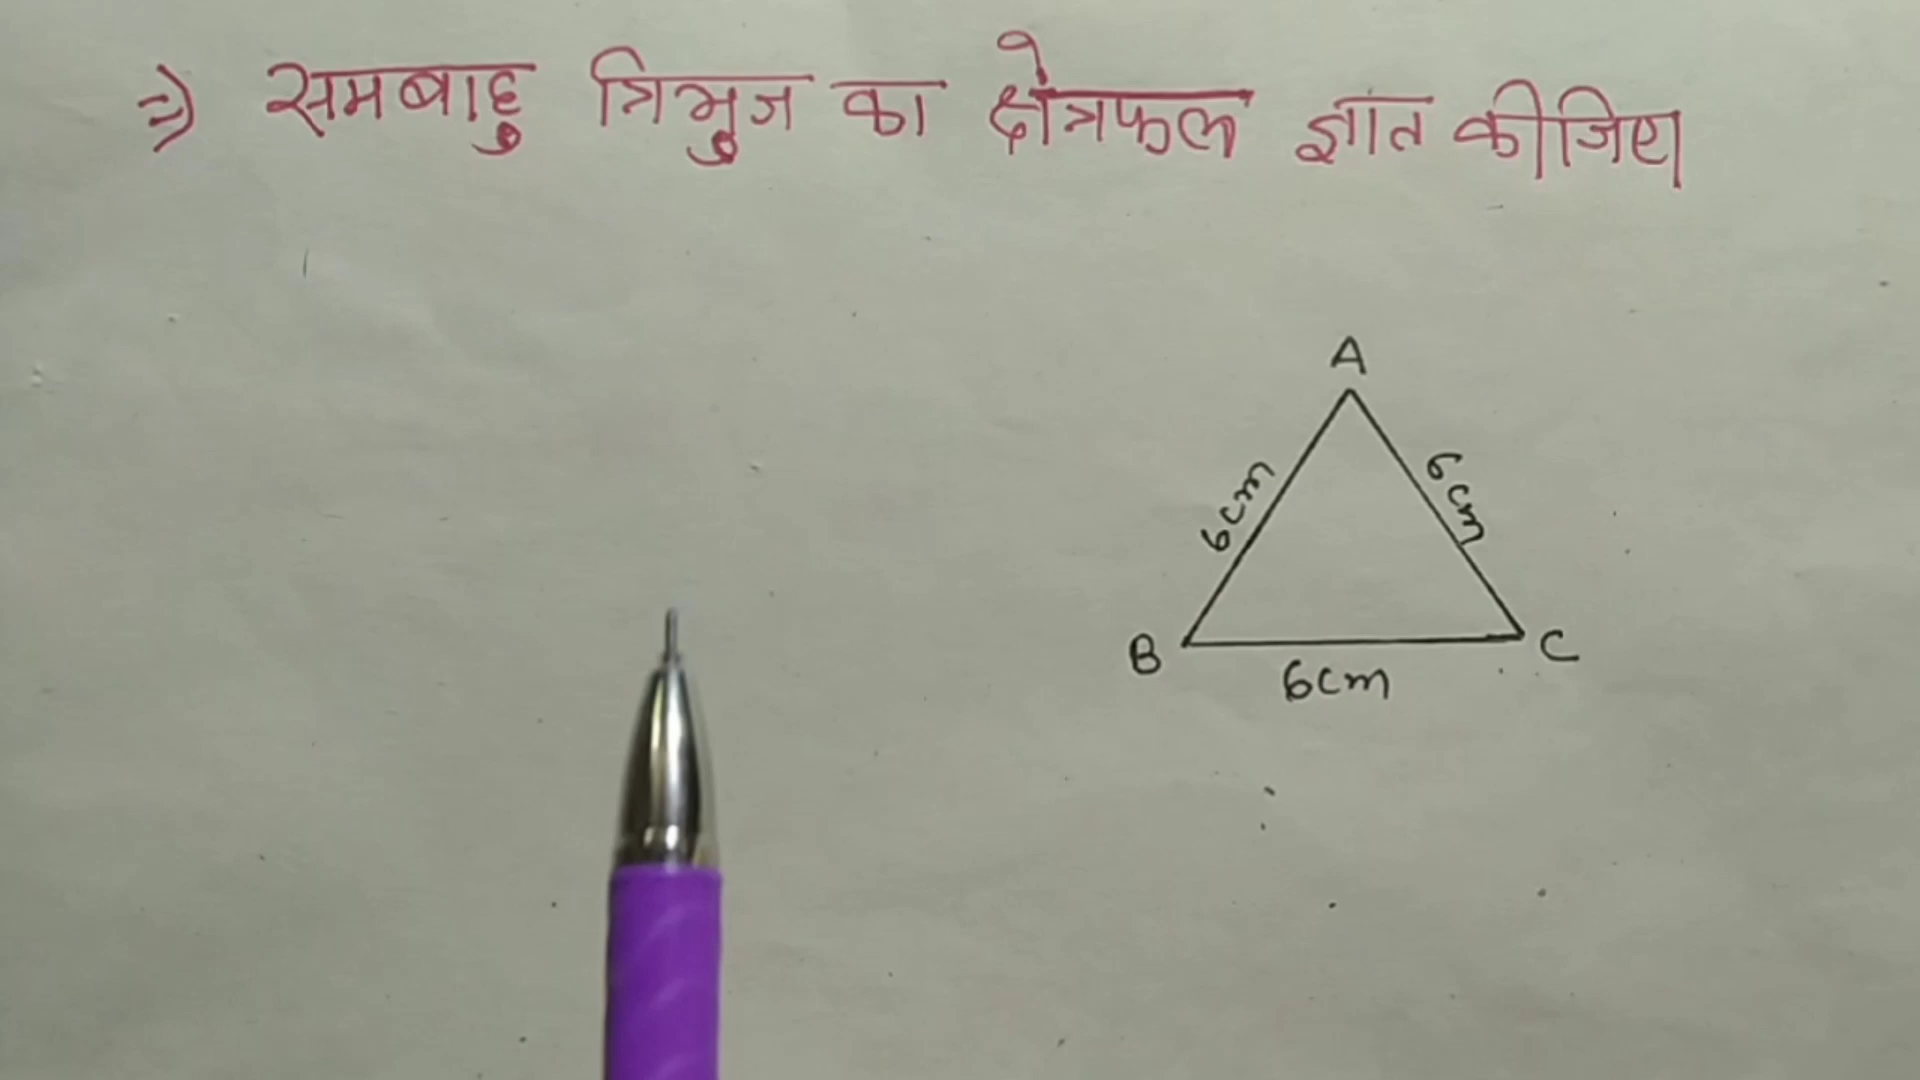 ⇒ समबाहु त्रिभुज का क्षेत्रफल ज्ञात कीजिए
A
6cm
6cm
B
C
6cm